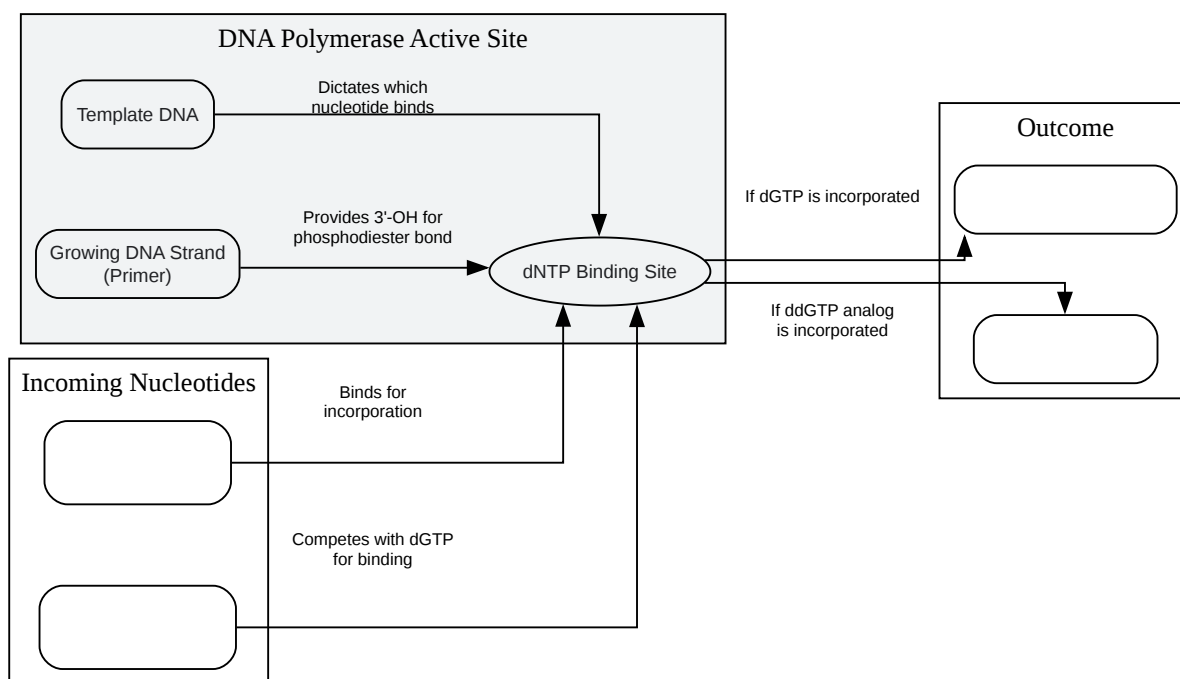 DNA Polymerase Active Site
Template DNA
Dictates which
nucleotide binds
Growing DNA Strand
(Primer)
Provides 3'-OH for
phosphodiester bond
dNTP Binding Site
If dGTP is incorporated
If ddGTP analog
is incorporated
Outcome
Incoming Nucleotides
Binds for
incorporation
Competes with dGTP
for binding